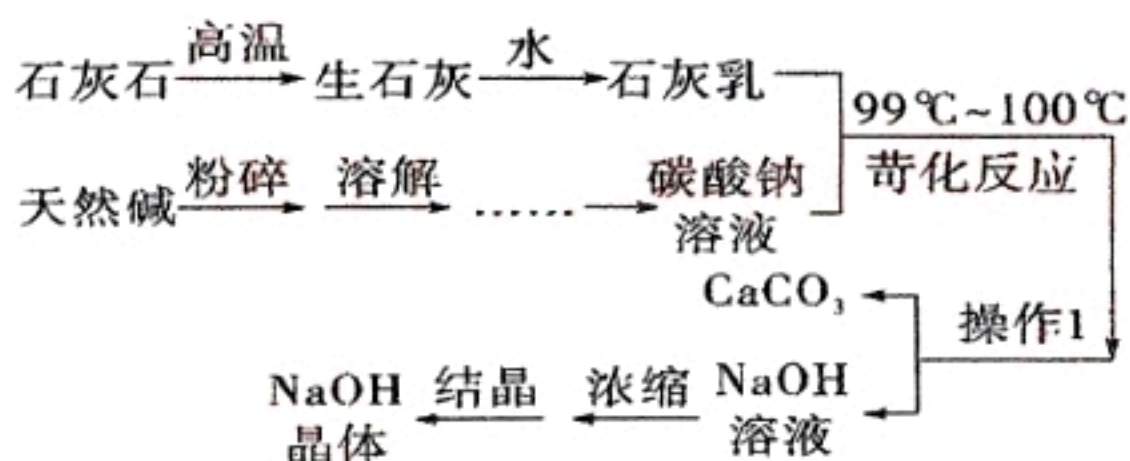 石灰石 高温 生石灰 水 石灰乳
99℃~100℃
苛化反应
天然碱 粉碎 溶解 …… 碳酸钠
溶液
CaCO₃
操作1
NaOH 结晶 浓缩 NaOH
晶体 溶液